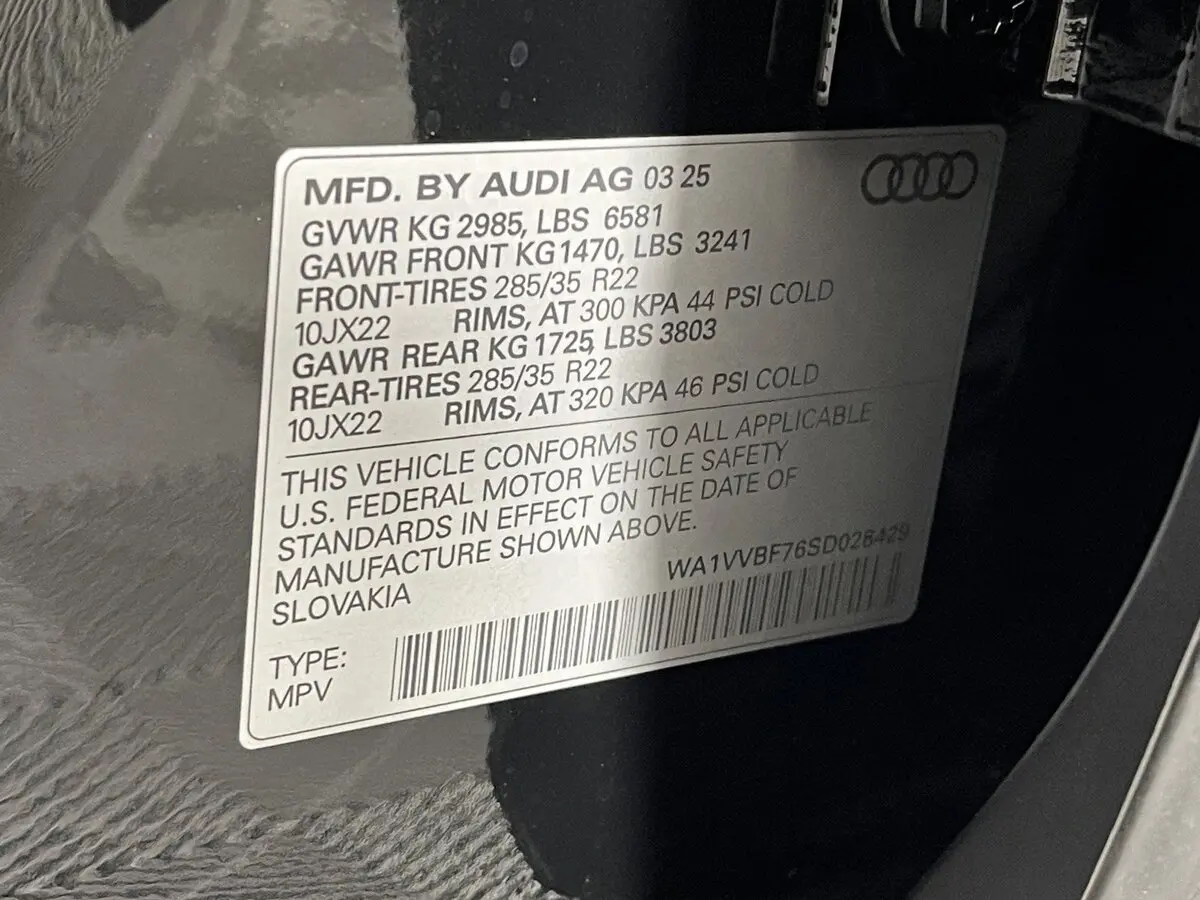 MFD. BY AUDI AG 03 25
GVWR KG 2985, LBS 6581
GAWR FRONT KG1470, LBS 3241
FRONT-TIRES 285/35 R22
10JX22 RIMS, AT 300 KPA 44 PSI COLD
GAWR REAR KG 1725, LBS 3803
REAR-TIRES 285/35 R22
10JX22 RIMS, AT 320 KPA 46 PSI COLD
THIS VEHICLE CONFORMS TO ALL APPLICABLE
U.S. FEDERAL MOTOR VEHICLE SAFETY
STANDARDS IN EFFECT ON THE DATE OF
MANUFACTURE SHOWN ABOVE.
SLOVAKIA
WA1VVBF76SD028429
TYPE:
MPV